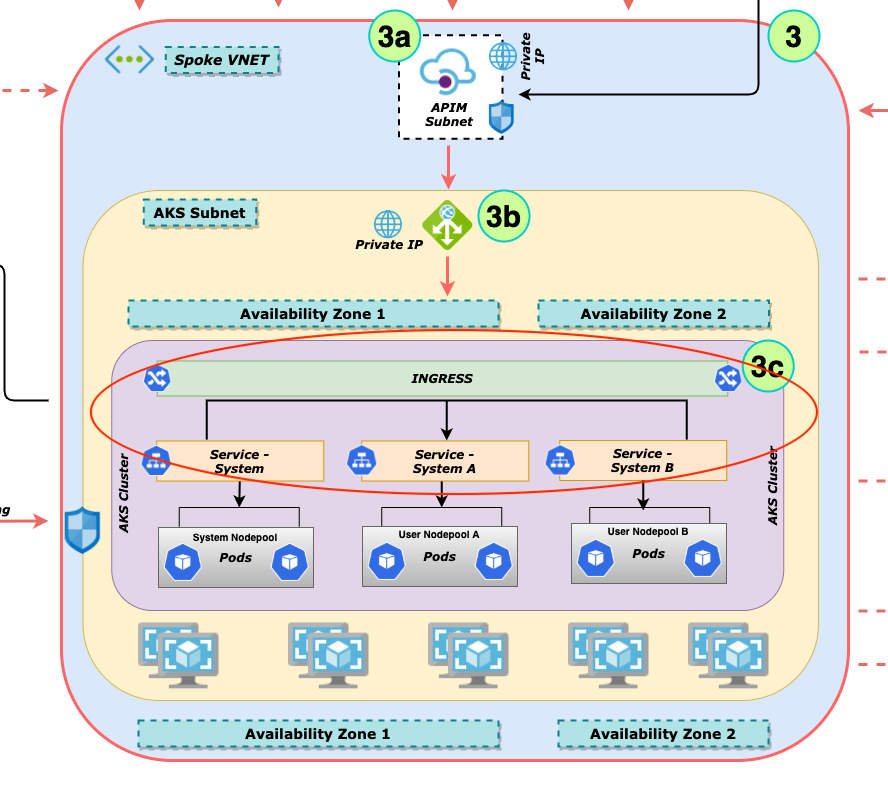 3a
3
Spoke VNET
Private
IP
APIM
Subnet
AKS Subnet
3b
Private IP
Availability Zone 1
Availability Zone 2
3c
INGRESS
Service -
System
Service -
System A
Service -
System B
AKS Cluster
AKS Cluster
System Nodepool
Pods
User Nodepool A
Pods
User Nodepool B
Pods
Availability Zone 1
Availability Zone 2